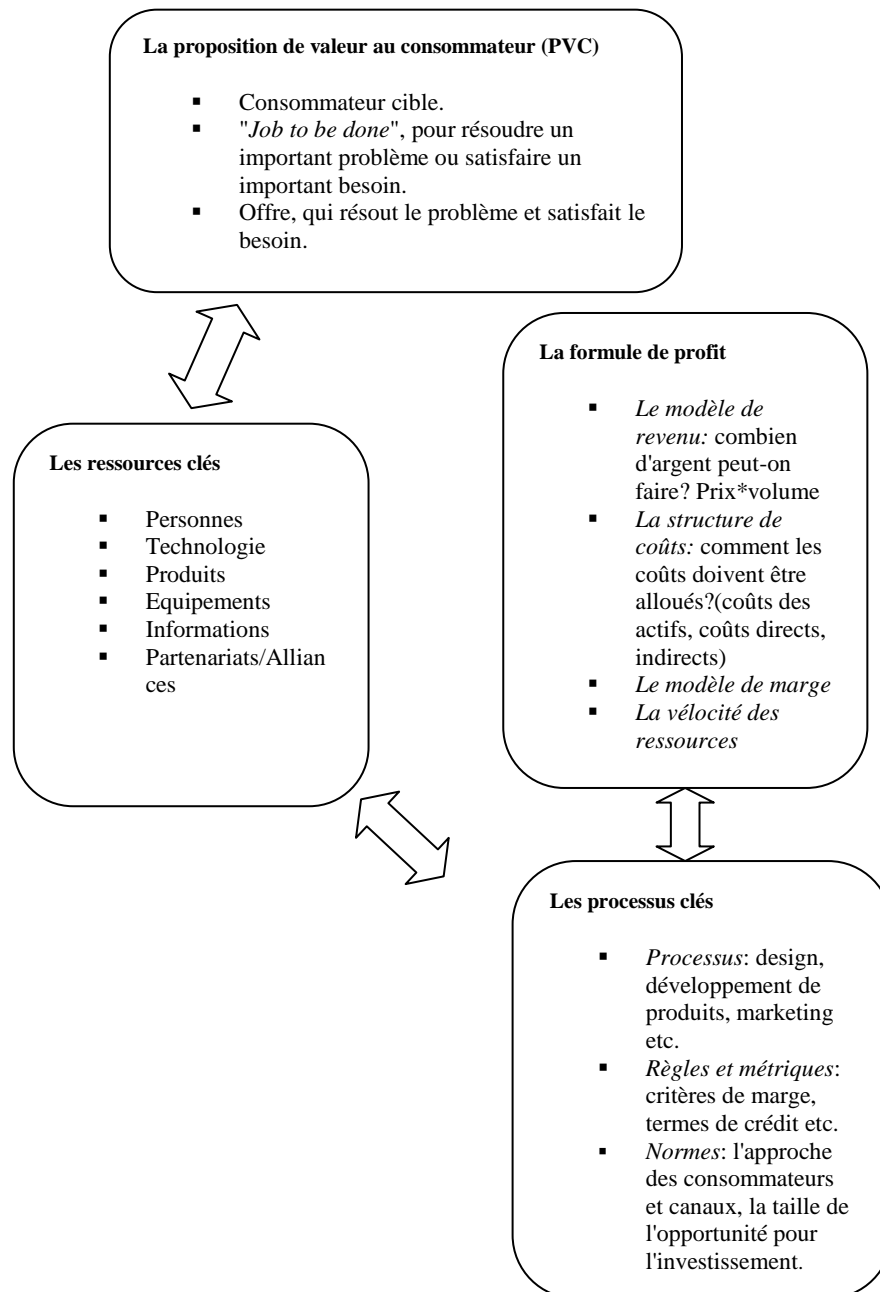 La proposition de valeur au consommateur (PVC)
▪ Consommateur cible.
▪ "Job to be done", pour résoudre un
important problème ou satisfaire un
important besoin.
▪ Offre, qui résout le problème et satisfait le
besoin.
La formule de profit
▪ Le modèle de
revenu: combien
d'argent peut-on
faire? Prix*volume
▪ La structure de
coûts: comment les
coûts doivent être
alloués?(coûts des
actifs, coûts directs,
indirects)
▪ Le modèle de marge
▪ La vélocité des
ressources
Les ressources clés
▪ Personnes
▪ Technologie
▪ Produits
▪ Equipements
▪ Informations
▪ Partenariats/Allian
ces
Les processus clés
▪ Processus: design,
développement de
produits, marketing
etc.
▪ Règles et métriques:
critères de marge,
termes de crédit etc.
▪ Normes: l'approche
des consommateurs
et canaux, la taille de
l'opportunité pour
l'investissement.